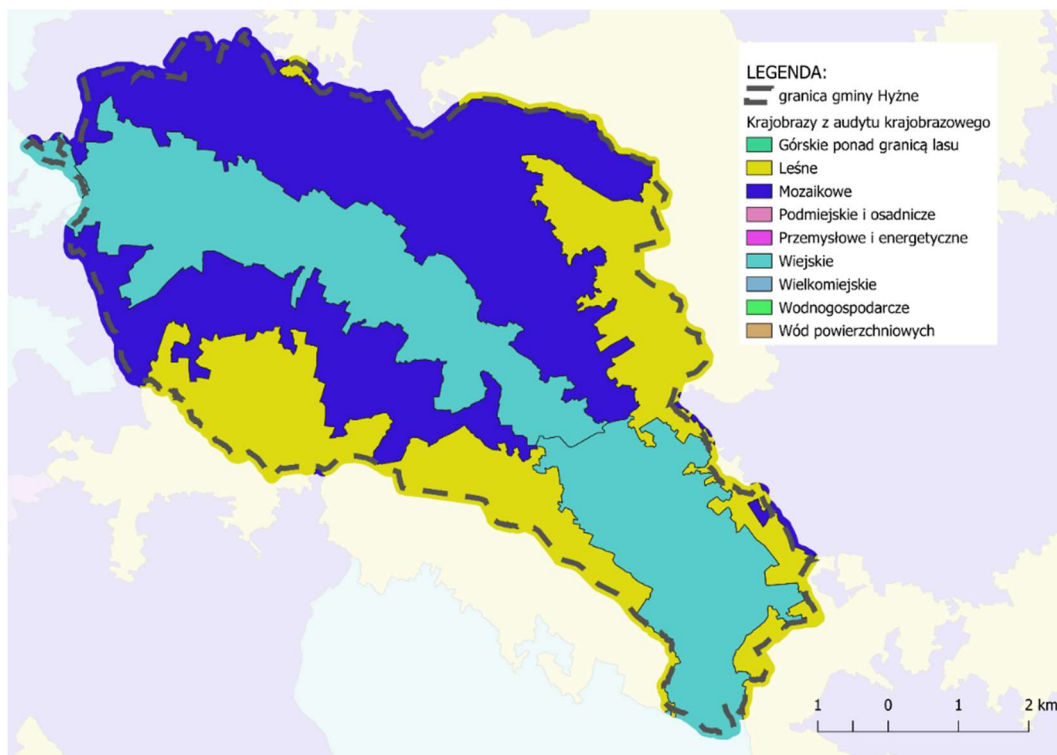 LEGENDA:
granica gminy Hyżne
Krajobrazy z audytu krajobrazowego
Górskie ponad granicą lasu
Leśne
Mozaikowe
Podmiejskie i osadnicze
Przemysłowe i energetyczne
Wiejskie
Wielkomiejskie
Wodnogospodarcze
Wód powierzchniowych
1 0 1 2 km